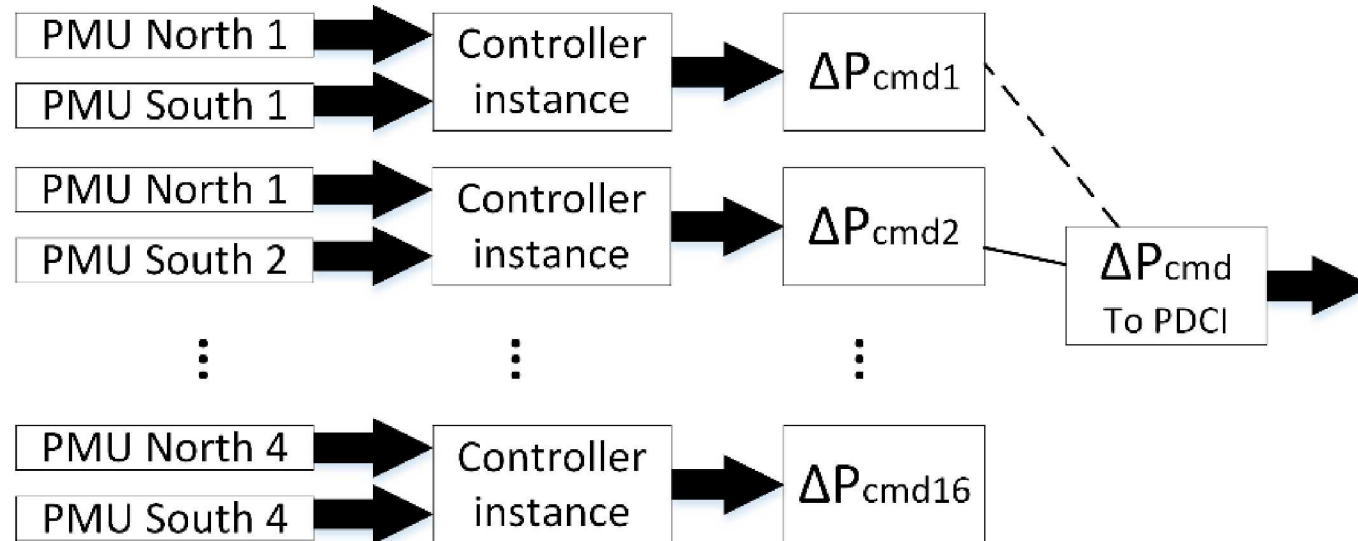 PMU North 1
PMU South 1
Controller
instance
ΔPcmd1
PMU North 1
PMU South 2
Controller
instance
ΔPcmd2
ΔPcmd
To PDCI
PMU North 4
PMU South 4
Controller
instance
ΔPcmd16